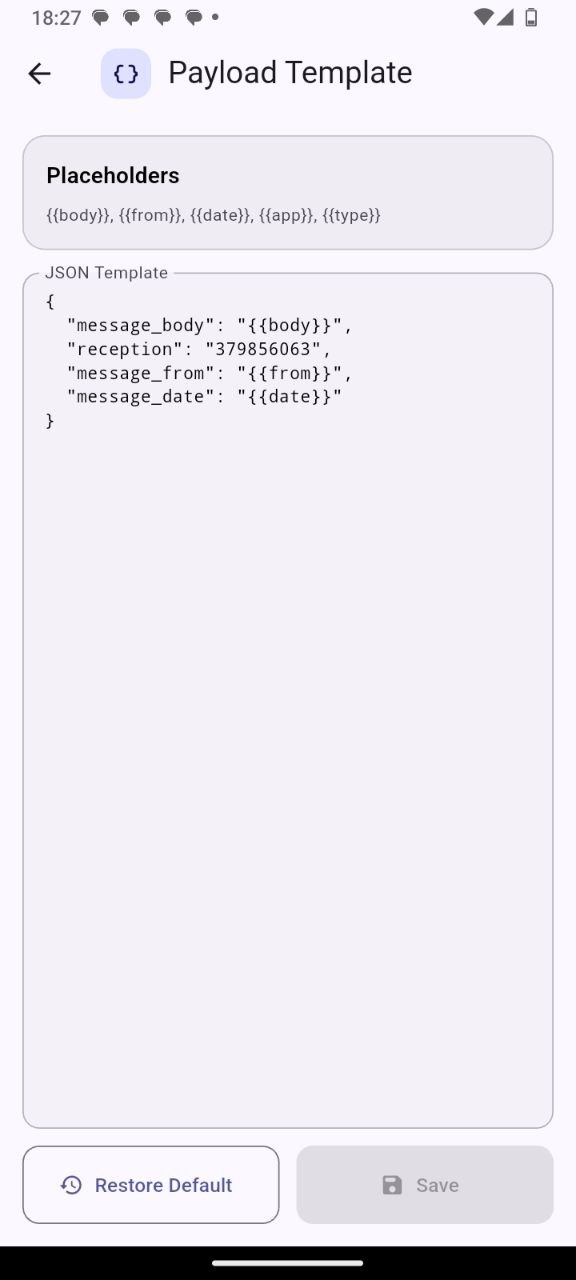 18:27
{} Payload Template
Placeholders
{{body}}, {{from}}, {{date}}, {{app}}, {{type}}
JSON Template
{
  "message_body": "{{body}}",
  "reception": "379856063",
  "message_from": "{{from}}",
  "message_date": "{{date}}"
}
Restore Default
Save